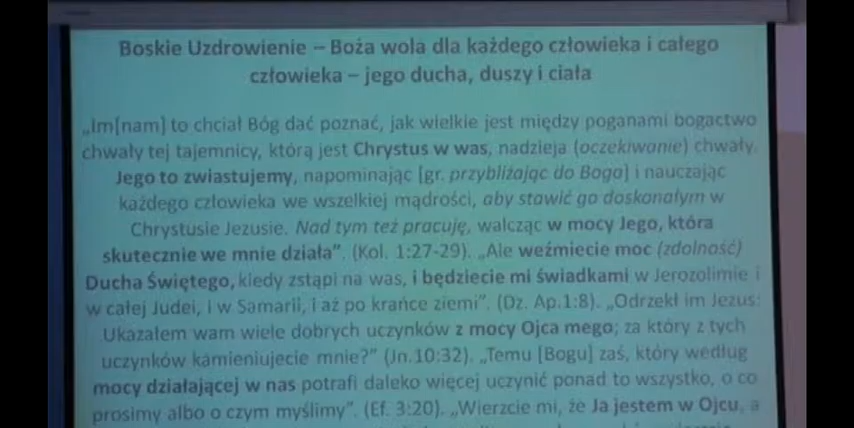 Boskie Uzdrowienie – Boża wola dla każdego człowieka i całego
człowieka – jego ducha, duszy i ciała
„Im[nam] to chciał Bóg dać poznać, jak wielkie jest między poganami bogactwo
chwały tej tajemnicy, którą jest Chrystus w was, nadzieja (oczekiwanie) chwały.
Jego to zwiastujemy, napominając [gr. przybliżając do Boga] i nauczając
każdego człowieka we wszelkiej mądrości, aby stawić go doskonałym w
Chrystusie Jezusie. Nad tym też pracuję, walcząc w mocy Jego, która
skutecznie we mnie działa”. (Kol. 1:27-29). „Ale weźmiecie moc (zdolność)
Ducha Świętego, kiedy zstąpi na was, i będziecie mi świadkami w Jerozolimie i
w całej Judei, i w Samarii, i aż po krańce ziemi”. (Dz. Ap.1:8). „Odrzekł im Jezus:
Ukazałem wam wiele dobrych uczynków z mocy Ojca mego; za który z tych
uczynków kamieniujecie mnie?” (Jn.10:32). „Temu [Bogu] zaś, który według
mocy działającej w nas potrafi daleko więcej uczynić ponad to wszystko, o co
prosimy albo o czym myślimy”. (Ef. 3:20). „Wierzcie mi, że Ja jestem w Ojcu, a